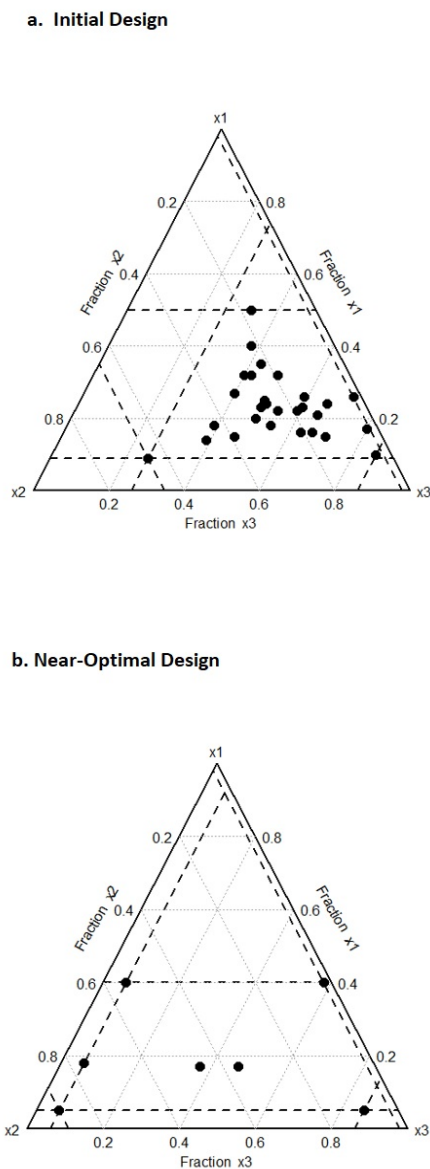 a. Initial Design
x1
0.2 0.8
Fraction x2
Fraction x1
0.4 0.6
0.6 0.4
0.8 0.2
x2 x3
0.2 0.4 0.6 0.8
Fraction x3
b. Near-Optimal Design
x1
0.2 0.8
Fraction x2
Fraction x1
0.4 0.6
0.6 0.4
0.8 0.2
x2 x3
0.2 0.4 0.6 0.8
Fraction x3